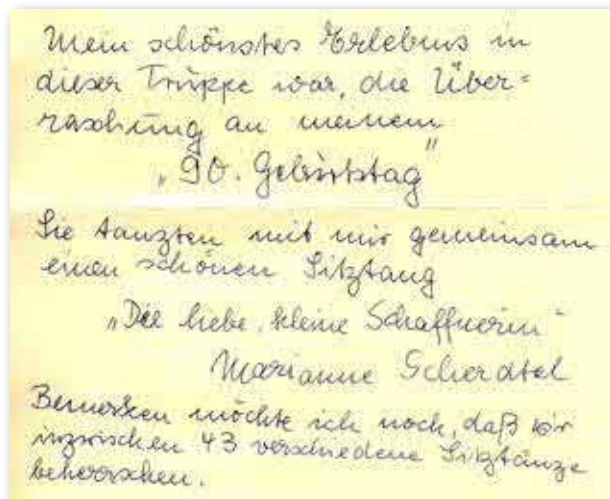 Mein schönstes Erlebnis in
dieser Truppe war, die Über=
raschung an meinem
„90. Geburtstag"
Sie tanzten mit mir gemeinsam
einen schönen Sitztanz
„Die liebe, kleine Schaffnerin"
Marianne
Bemerken möchte ich noch, daß wir
inzwischen 43 verschiedene Sitztänze
beherrschen.